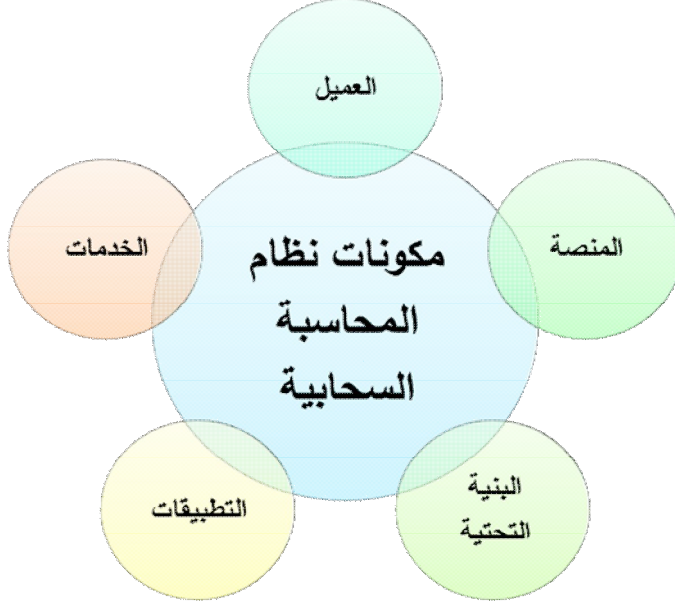 العميل
المنصة
الخدمات
مكونات نظام
المحاسبة
السحابية
البنية
التحتية
التطبيقات